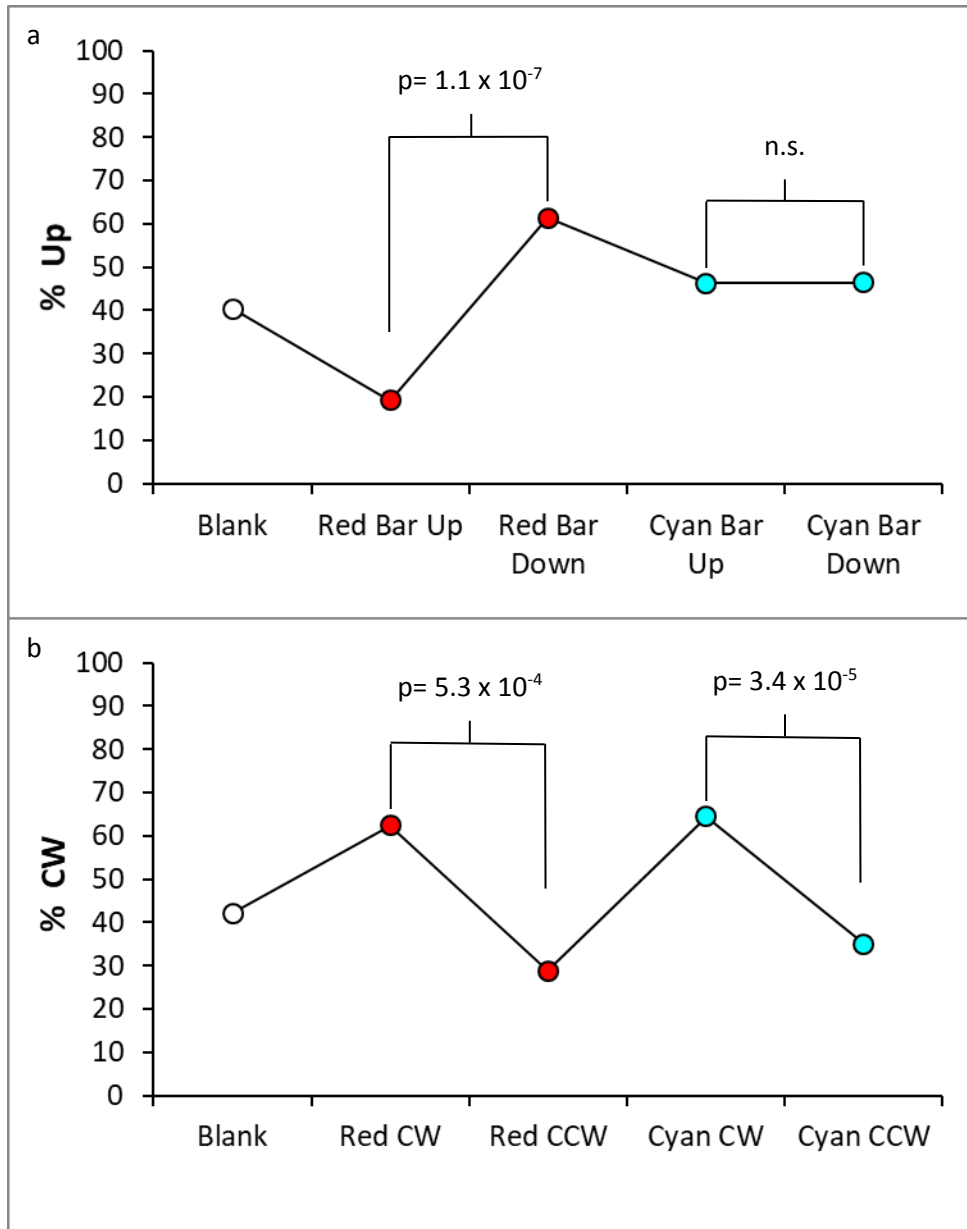 a
p= 1.1 x 10⁻⁷
n.s.
% Up
100
90
80
70
60
50
40
30
20
10
0
Blank
Red Bar Up
Red Bar
Down
Cyan Bar
Up
Cyan Bar
Down
b
p= 5.3 x 10⁻⁴
p= 3.4 x 10⁻⁵
% CW
100
90
80
70
60
50
40
30
20
10
0
Blank
Red CW
Red CCW
Cyan CW
Cyan CCW